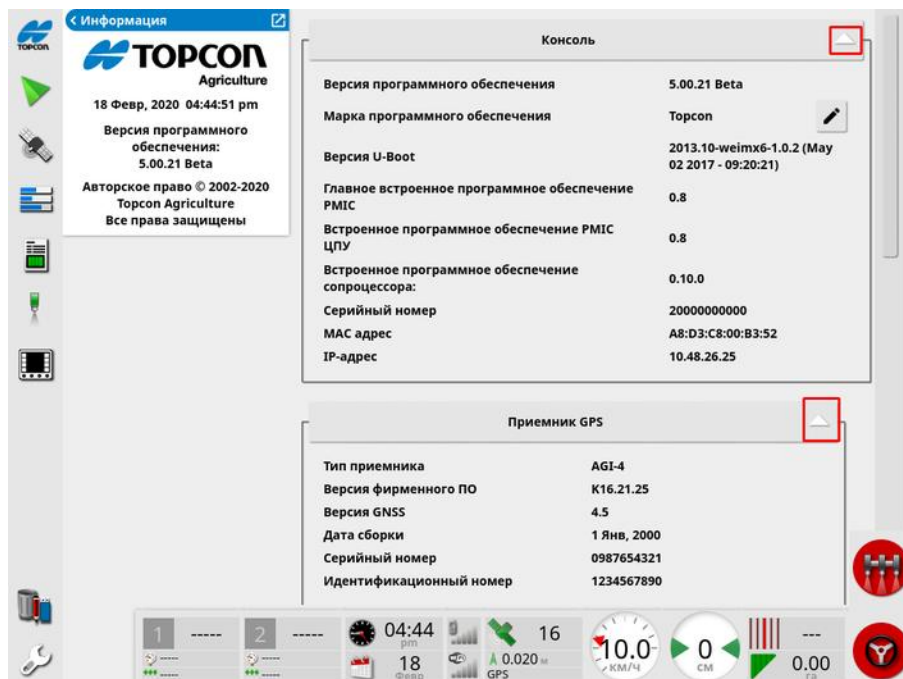 TOPCON
Информация
TOPCON
Agriculture
18 Февр, 2020 04:44:51 pm
Версия программного
обеспечения:
5.00.21 Beta
Авторское право © 2002-2020
Topcon Agriculture
Все права защищены
Консоль
Версия программного обеспечения 5.00.21 Beta
Марка программного обеспечения Topcon
Версия U-Boot 2013.10-weimx6-1.0.2 (May
02 2017 - 09:20:21)
Главное встроенное программное обеспечение
PMIC 0.8
Встроенное программное обеспечение PMIC
ЦПУ 0.8
Встроенное программное обеспечение
сопроцессора: 0.10.0
Серийный номер 20000000000
MAC адрес A8:D3:C8:00:B3:52
IP-адрес 10.48.26.25
Приемник GPS
Тип приемника AGI-4
Версия фирменного ПО K16.21.25
Версия GNSS 4.5
Дата сборки 1 Янв, 2000
Серийный номер 0987654321
Идентификационный номер 1234567890
1 ----- 2 ----- 04:44 16
pm
10.0 0 ---
----- ----- 18 0.020 м КМ/Ч СМ 0.00
----- ----- Февр GPS га